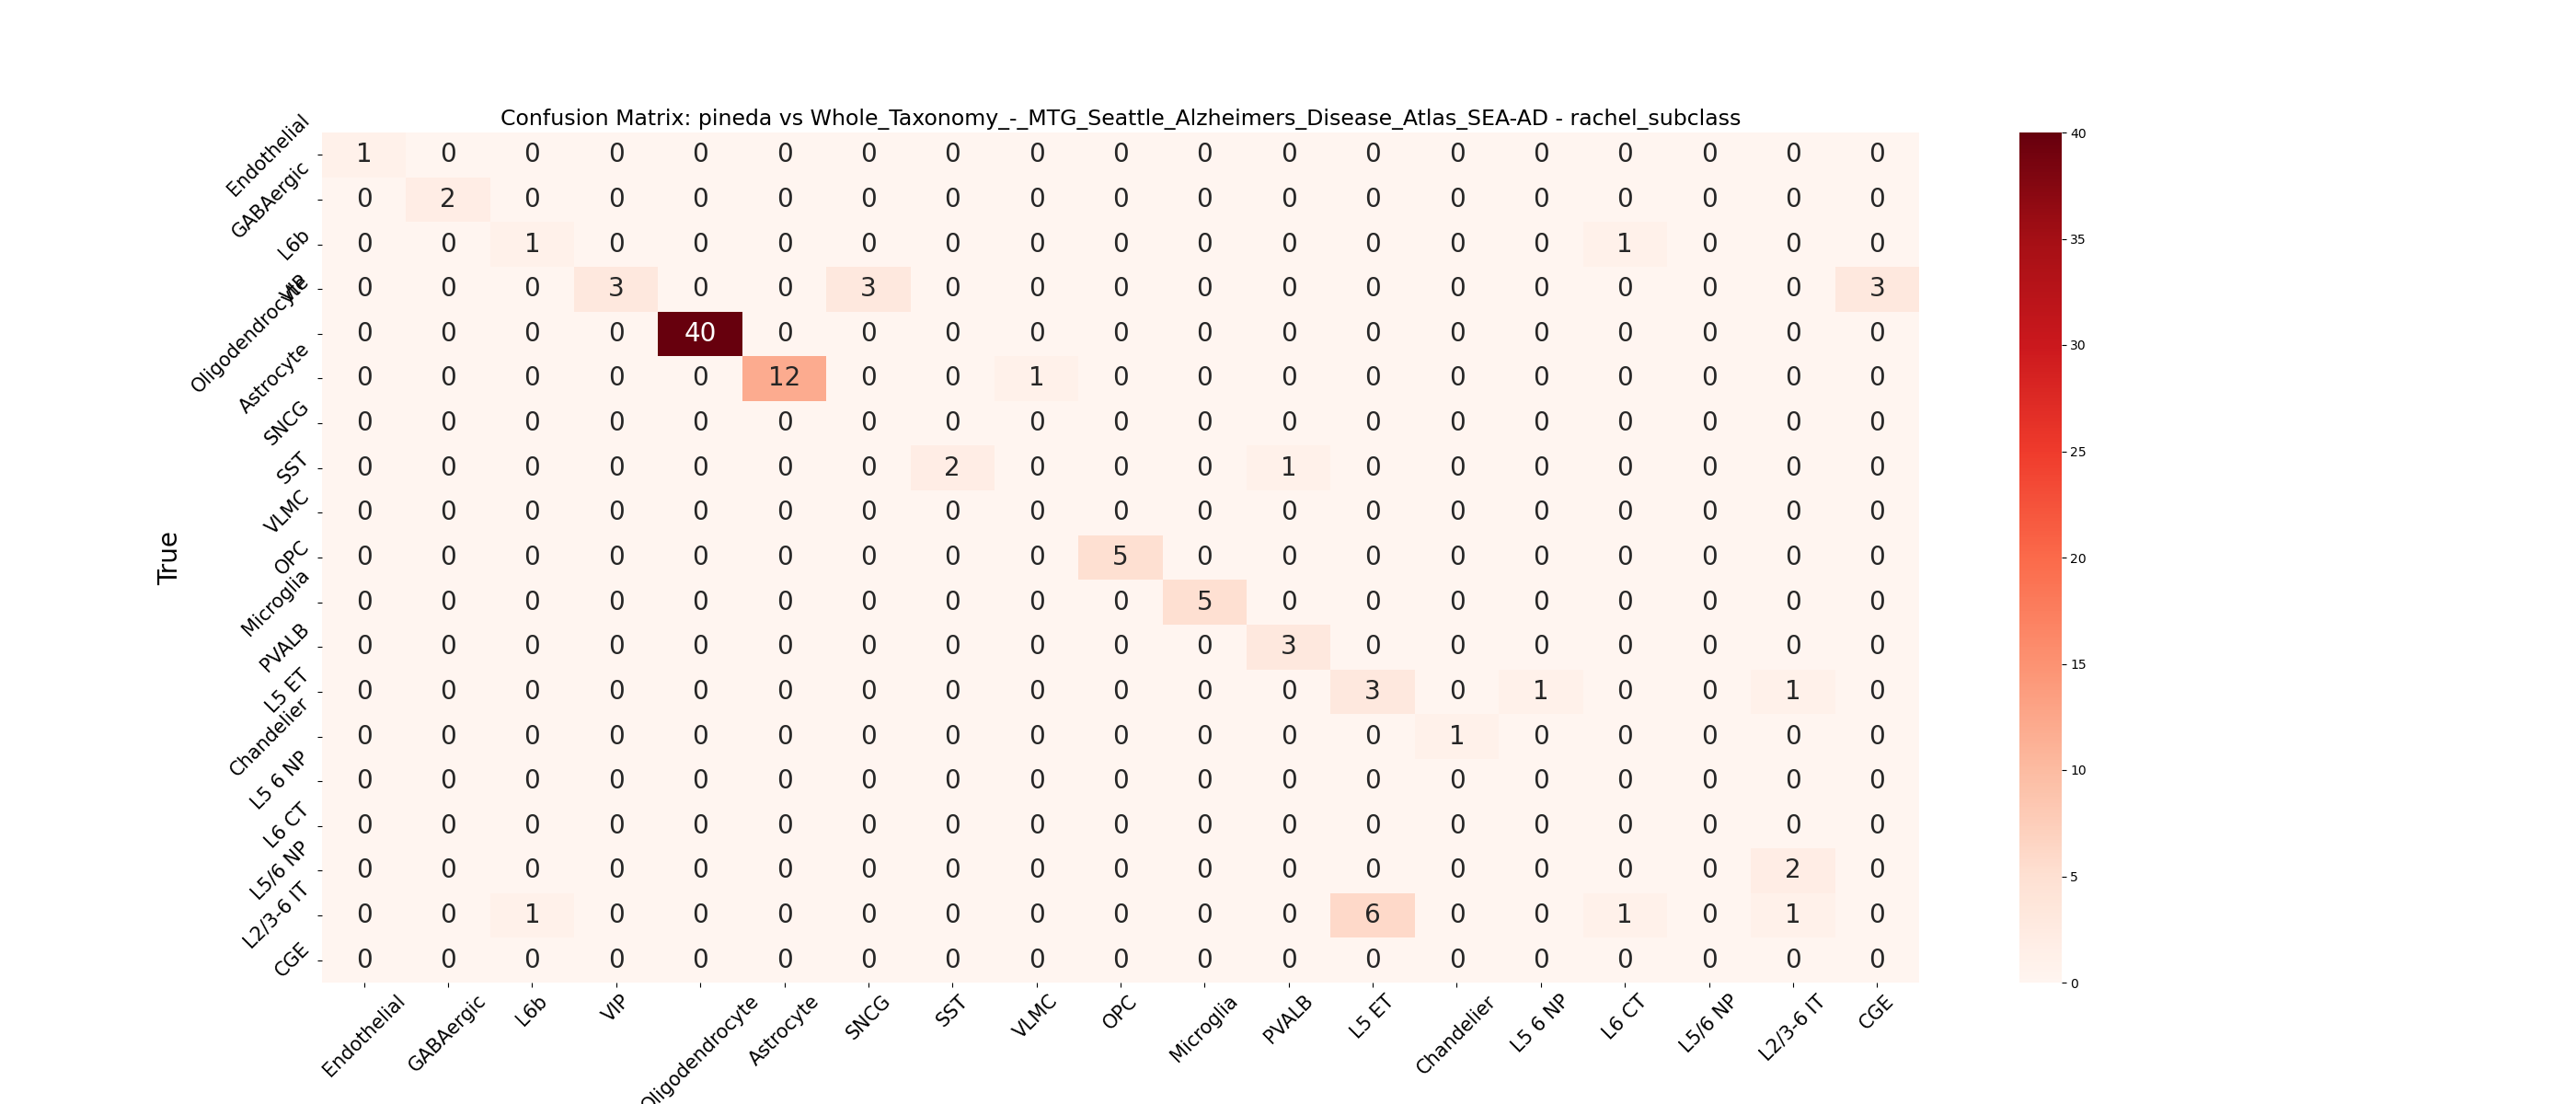 Confusion Matrix: pineda vs Whole_Taxonomy_-_MTG_Seattle_Alzheimers_Disease_Atlas_SEA-AD - rachel_subclass
True
Endothelial 1 0 0 0 0 0 0 0 0 0 0 0 0 0 0 0 0 0 0
GABAergic 0 2 0 0 0 0 0 0 0 0 0 0 0 0 0 0 0 0 0
L6b 0 0 1 0 0 0 0 0 0 0 0 0 0 0 0 1 0 0 0
VIP 0 0 0 3 0 0 3 0 0 0 0 0 0 0 0 0 0 0 3
Oligodendrocyte 0 0 0 0 40 0 0 0 0 0 0 0 0 0 0 0 0 0 0
Astrocyte 0 0 0 0 0 12 0 0 1 0 0 0 0 0 0 0 0 0 0
SNCG 0 0 0 0 0 0 0 0 0 0 0 0 0 0 0 0 0 0 0
SST 0 0 0 0 0 0 0 2 0 0 0 1 0 0 0 0 0 0 0
VLMC 0 0 0 0 0 0 0 0 0 0 0 0 0 0 0 0 0 0 0
OPC 0 0 0 0 0 0 0 0 0 5 0 0 0 0 0 0 0 0 0
Microglia 0 0 0 0 0 0 0 0 0 0 5 0 0 0 0 0 0 0 0
PVALB 0 0 0 0 0 0 0 0 0 0 0 3 0 0 0 0 0 0 0
L5 ET 0 0 0 0 0 0 0 0 0 0 0 0 3 0 1 0 0 1 0
Chandelier 0 0 0 0 0 0 0 0 0 0 0 0 0 1 0 0 0 0 0
L5 6 NP 0 0 0 0 0 0 0 0 0 0 0 0 0 0 0 0 0 0 0
L6 CT 0 0 0 0 0 0 0 0 0 0 0 0 0 0 0 0 0 0 0
L5/6 NP 0 0 0 0 0 0 0 0 0 0 0 0 0 0 0 0 0 2 0
L2/3-6 IT 0 0 1 0 0 0 0 0 0 0 0 0 6 0 0 1 0 1 0
CGE 0 0 0 0 0 0 0 0 0 0 0 0 0 0 0 0 0 0 0
Endothelial GABAergic L6b VIP Oligodendrocyte Astrocyte SNCG SST VLMC OPC Microglia PVALB L5 ET Chandelier L5 6 NP L6 CT L5/6 NP L2/3-6 IT CGE
40
35
30
25
20
15
10
5
0